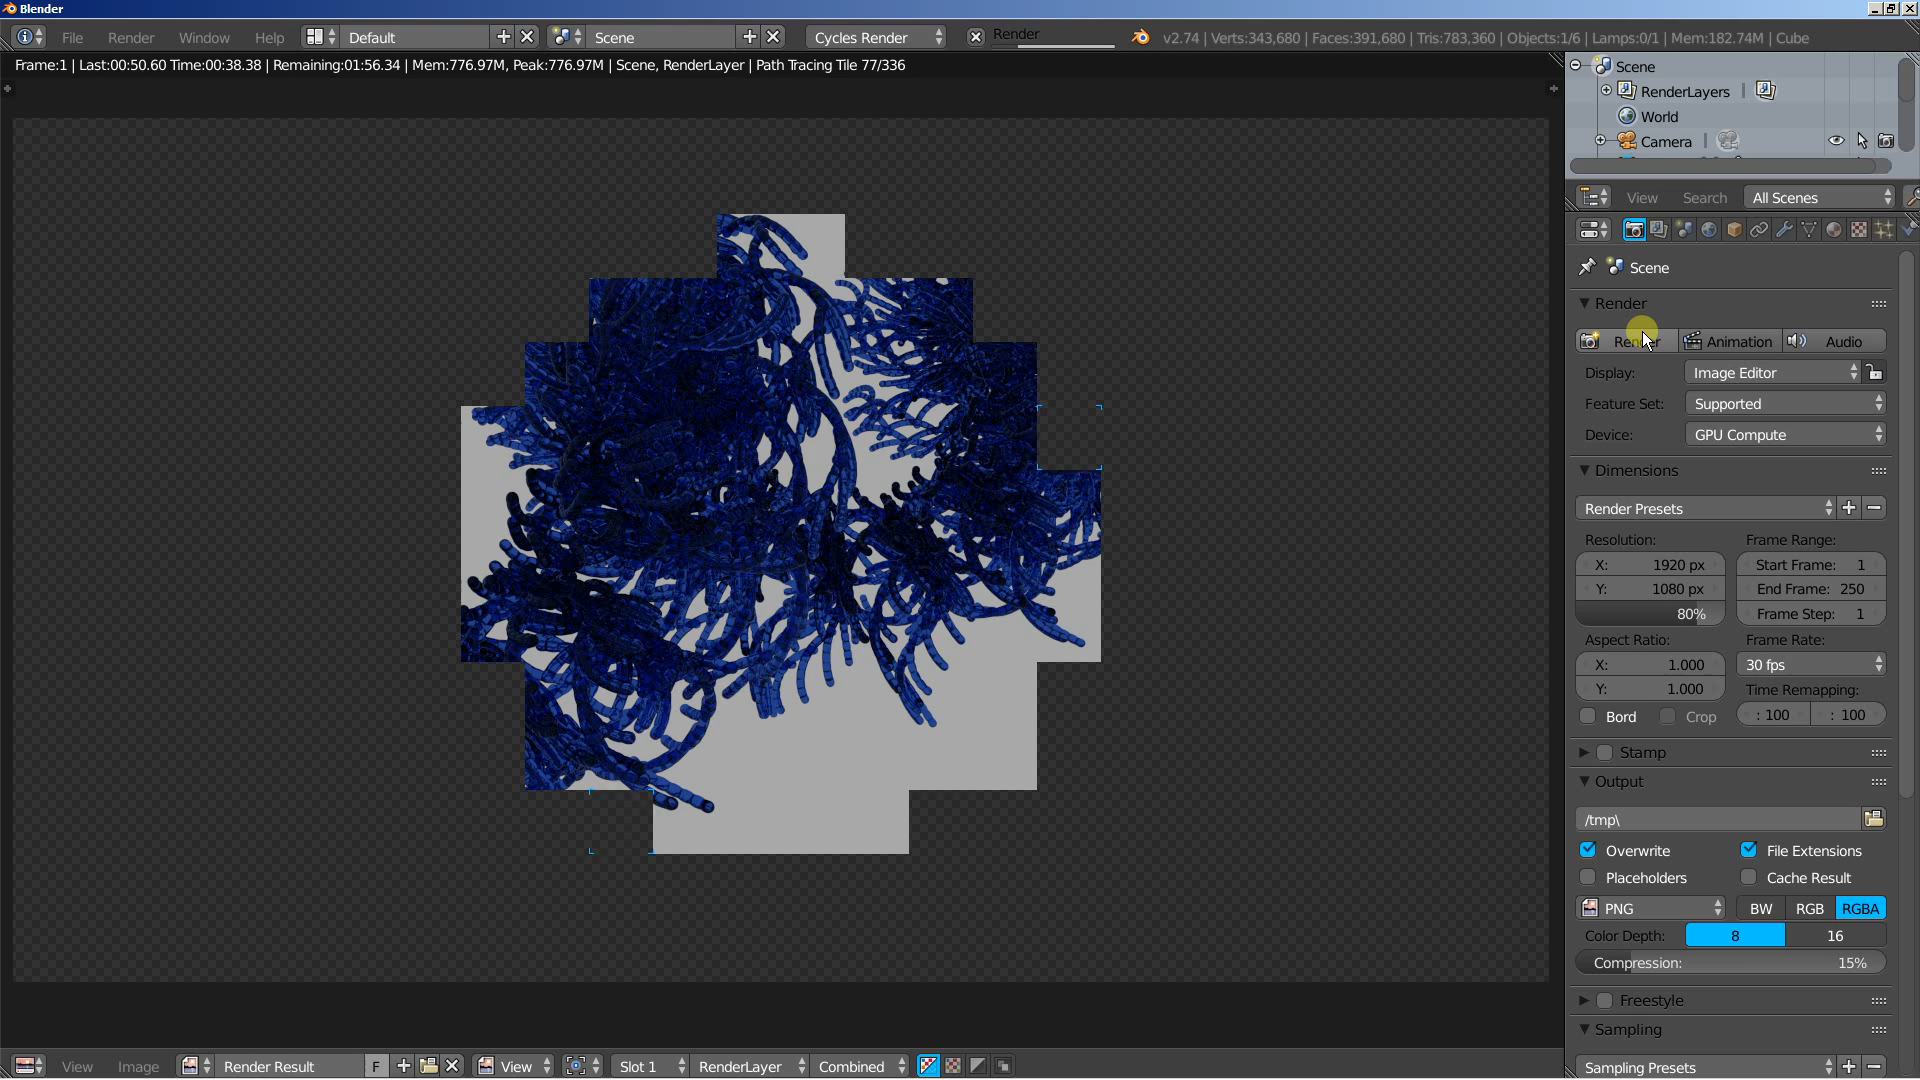 Blender
File Render Window Help Default Scene Cycles Render Render v2.74 | Verts:343,680 | Faces:391,680 | Tris:783,360 | Objects:1/6 | Lamps:0/1 | Mem:182.74M | Cube
Frame:1 | Last:00:50.60 Time:00:38.38 | Remaining:01:56.34 | Mem:776.97M, Peak:776.97M | Scene, RenderLayer | Path Tracing Tile 77/336
Scene
RenderLayers |
World
Camera |
View Search All Scenes
Scene
Render
Render Animation Audio
Display: Image Editor
Feature Set: Supported
Device: GPU Compute
Dimensions
Render Presets
Resolution: Frame Range:
X: 1920 px Start Frame: 1
Y: 1080 px End Frame: 250
80% Frame Step: 1
Aspect Ratio: Frame Rate:
X: 1.000 30 fps
Y: 1.000 Time Remapping:
Bord Crop : 100 : 100
Stamp
Output
/tmp\
Overwrite File Extensions
Placeholders Cache Result
PNG BW RGB RGBA
Color Depth: 8 16
Compression: 15%
Freestyle
Sampling
Sampling Presets
View Image Render Result F View Slot 1 RenderLayer Combined